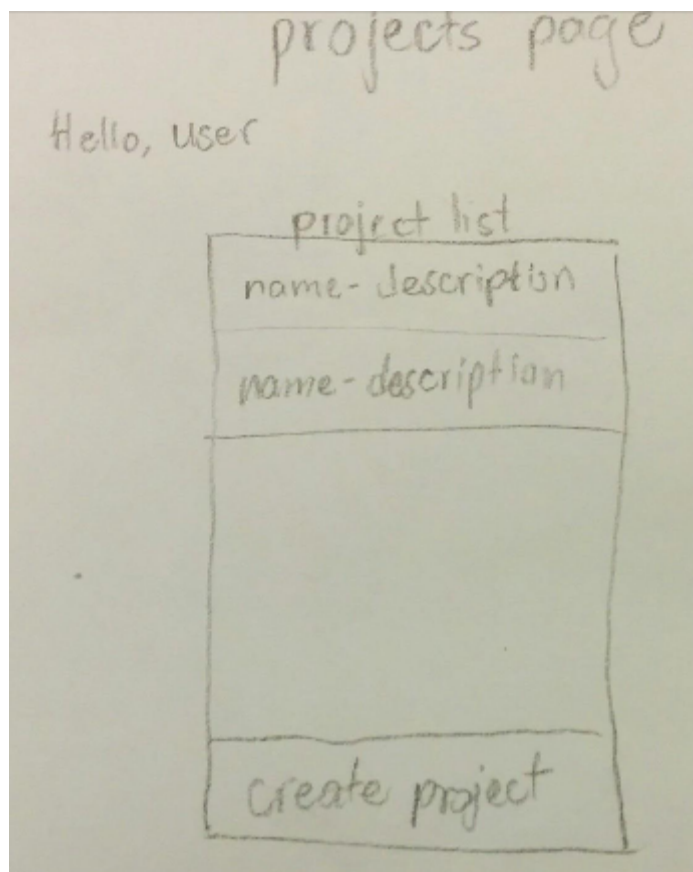 projects page
Hello, user
project list
name - description
name - description
create project